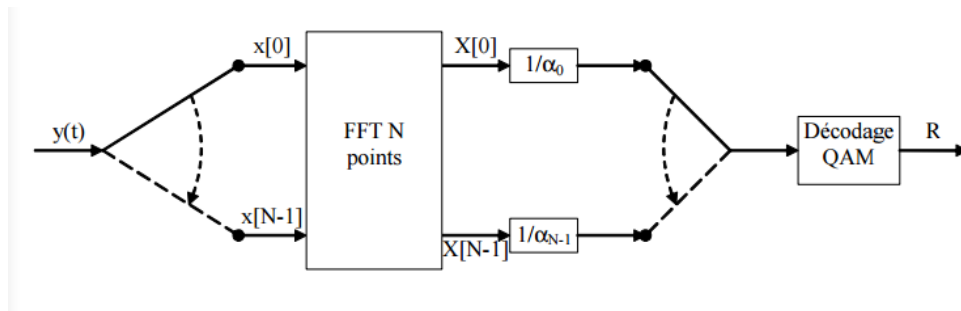 x[0]
X[0]
1/α₀
y(t)
FFT N
points
Décodage
QAM
R
x[N-1]
X[N-1]
1/αN-1